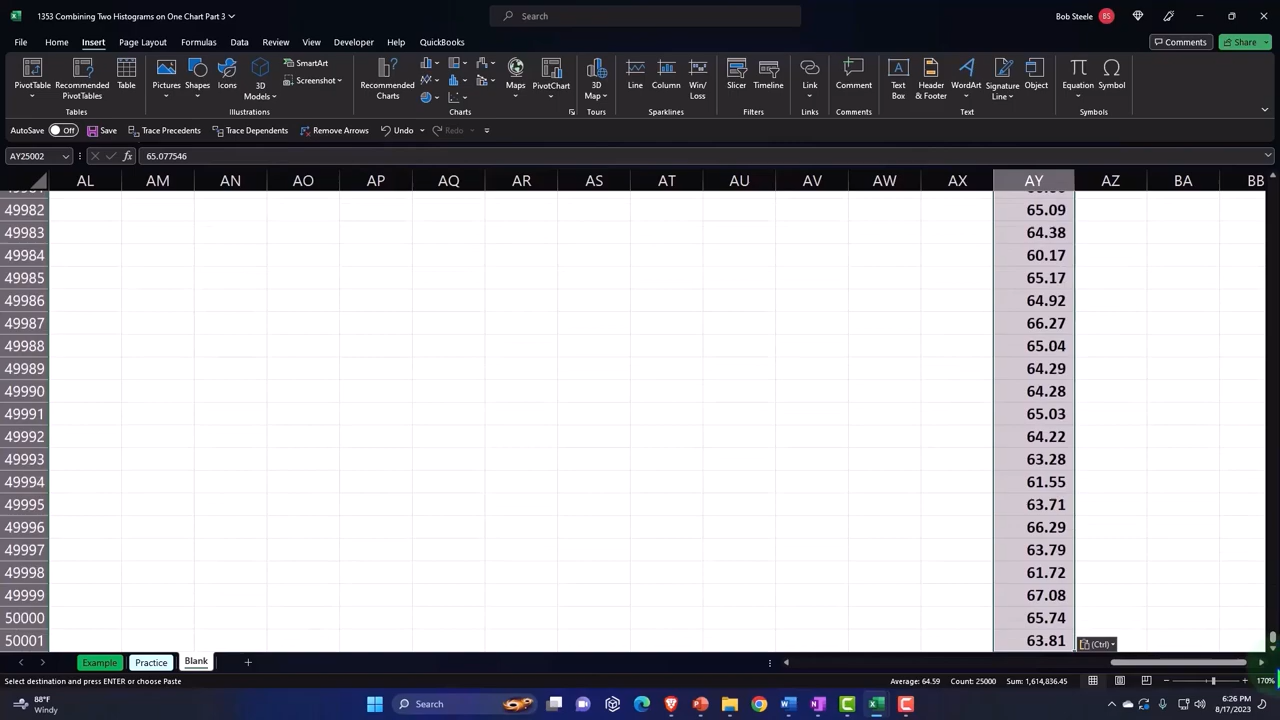 1353 Combining Two Histograms on One Chart Part 3
Search
Bob Steele
BS
File
Home
Insert
Page Layout
Formulas
Data
Review
View
Developer
Help
QuickBooks
Comments
Share
PivotTable
Recommended
PivotTables
Table
Pictures
Shapes
Icons
3D
Models
SmartArt
Screenshot
Recommended
Charts
Maps
PivotChart
3D
Map
Line
Column
Win/
Loss
Slicer
Timeline
Link
Comment
Text
Box
Header
& Footer
WordArt
Signature
Line
Object
Equation
Symbol
Tables
Illustrations
Charts
Tours
Sparklines
Filters
Links
Comments
Text
Symbols
AutoSave
Off
Save
Trace Precedents
Trace Dependents
Remove Arrows
Undo
Redo
AY25002
fx
65.077546
AL AM AN AO AP AQ AR AS AT AU AV AW AX AY AZ BA BB
49982 65.09
49983 64.38
49984 60.17
49985 65.17
49986 64.92
49987 66.27
49988 65.04
49989 64.29
49990 64.28
49991 65.03
49992 64.22
49993 63.28
49994 61.55
49995 63.71
49996 66.29
49997 63.79
49998 61.72
49999 67.08
50000 65.74
50001 63.81
(Ctrl)
Example
Practice
Blank
Select destination and press ENTER or choose Paste
Average: 64.59
Count: 25000
Sum: 1,614,836.45
170%
88°F
Windy
Search
6:26 PM
8/17/2023